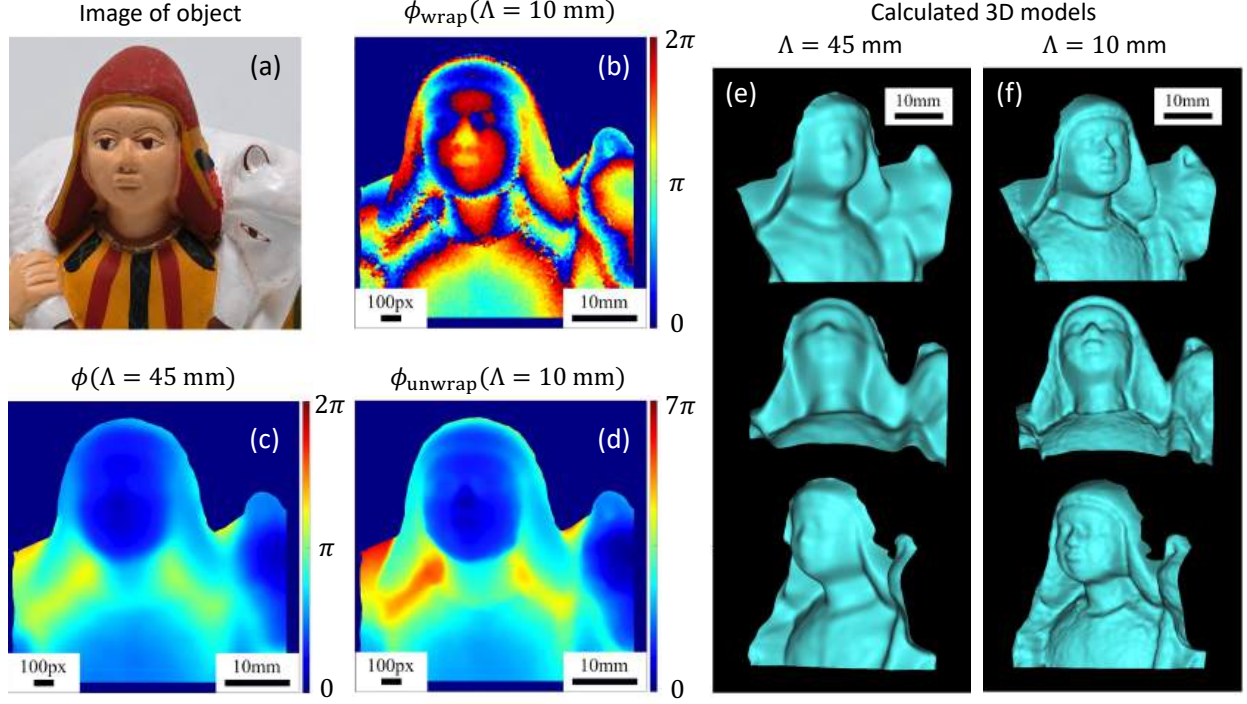 Image of object
ϕ_wrap(Λ = 10 mm)
Calculated 3D models
Λ = 45 mm
Λ = 10 mm
(a)
(b)
2π
π
0
100px
10mm
(e)
10mm
(f)
10mm
ϕ(Λ = 45 mm)
ϕ_unwrap(Λ = 10 mm)
(c)
2π
π
0
100px
10mm
(d)
7π
0
100px
10mm